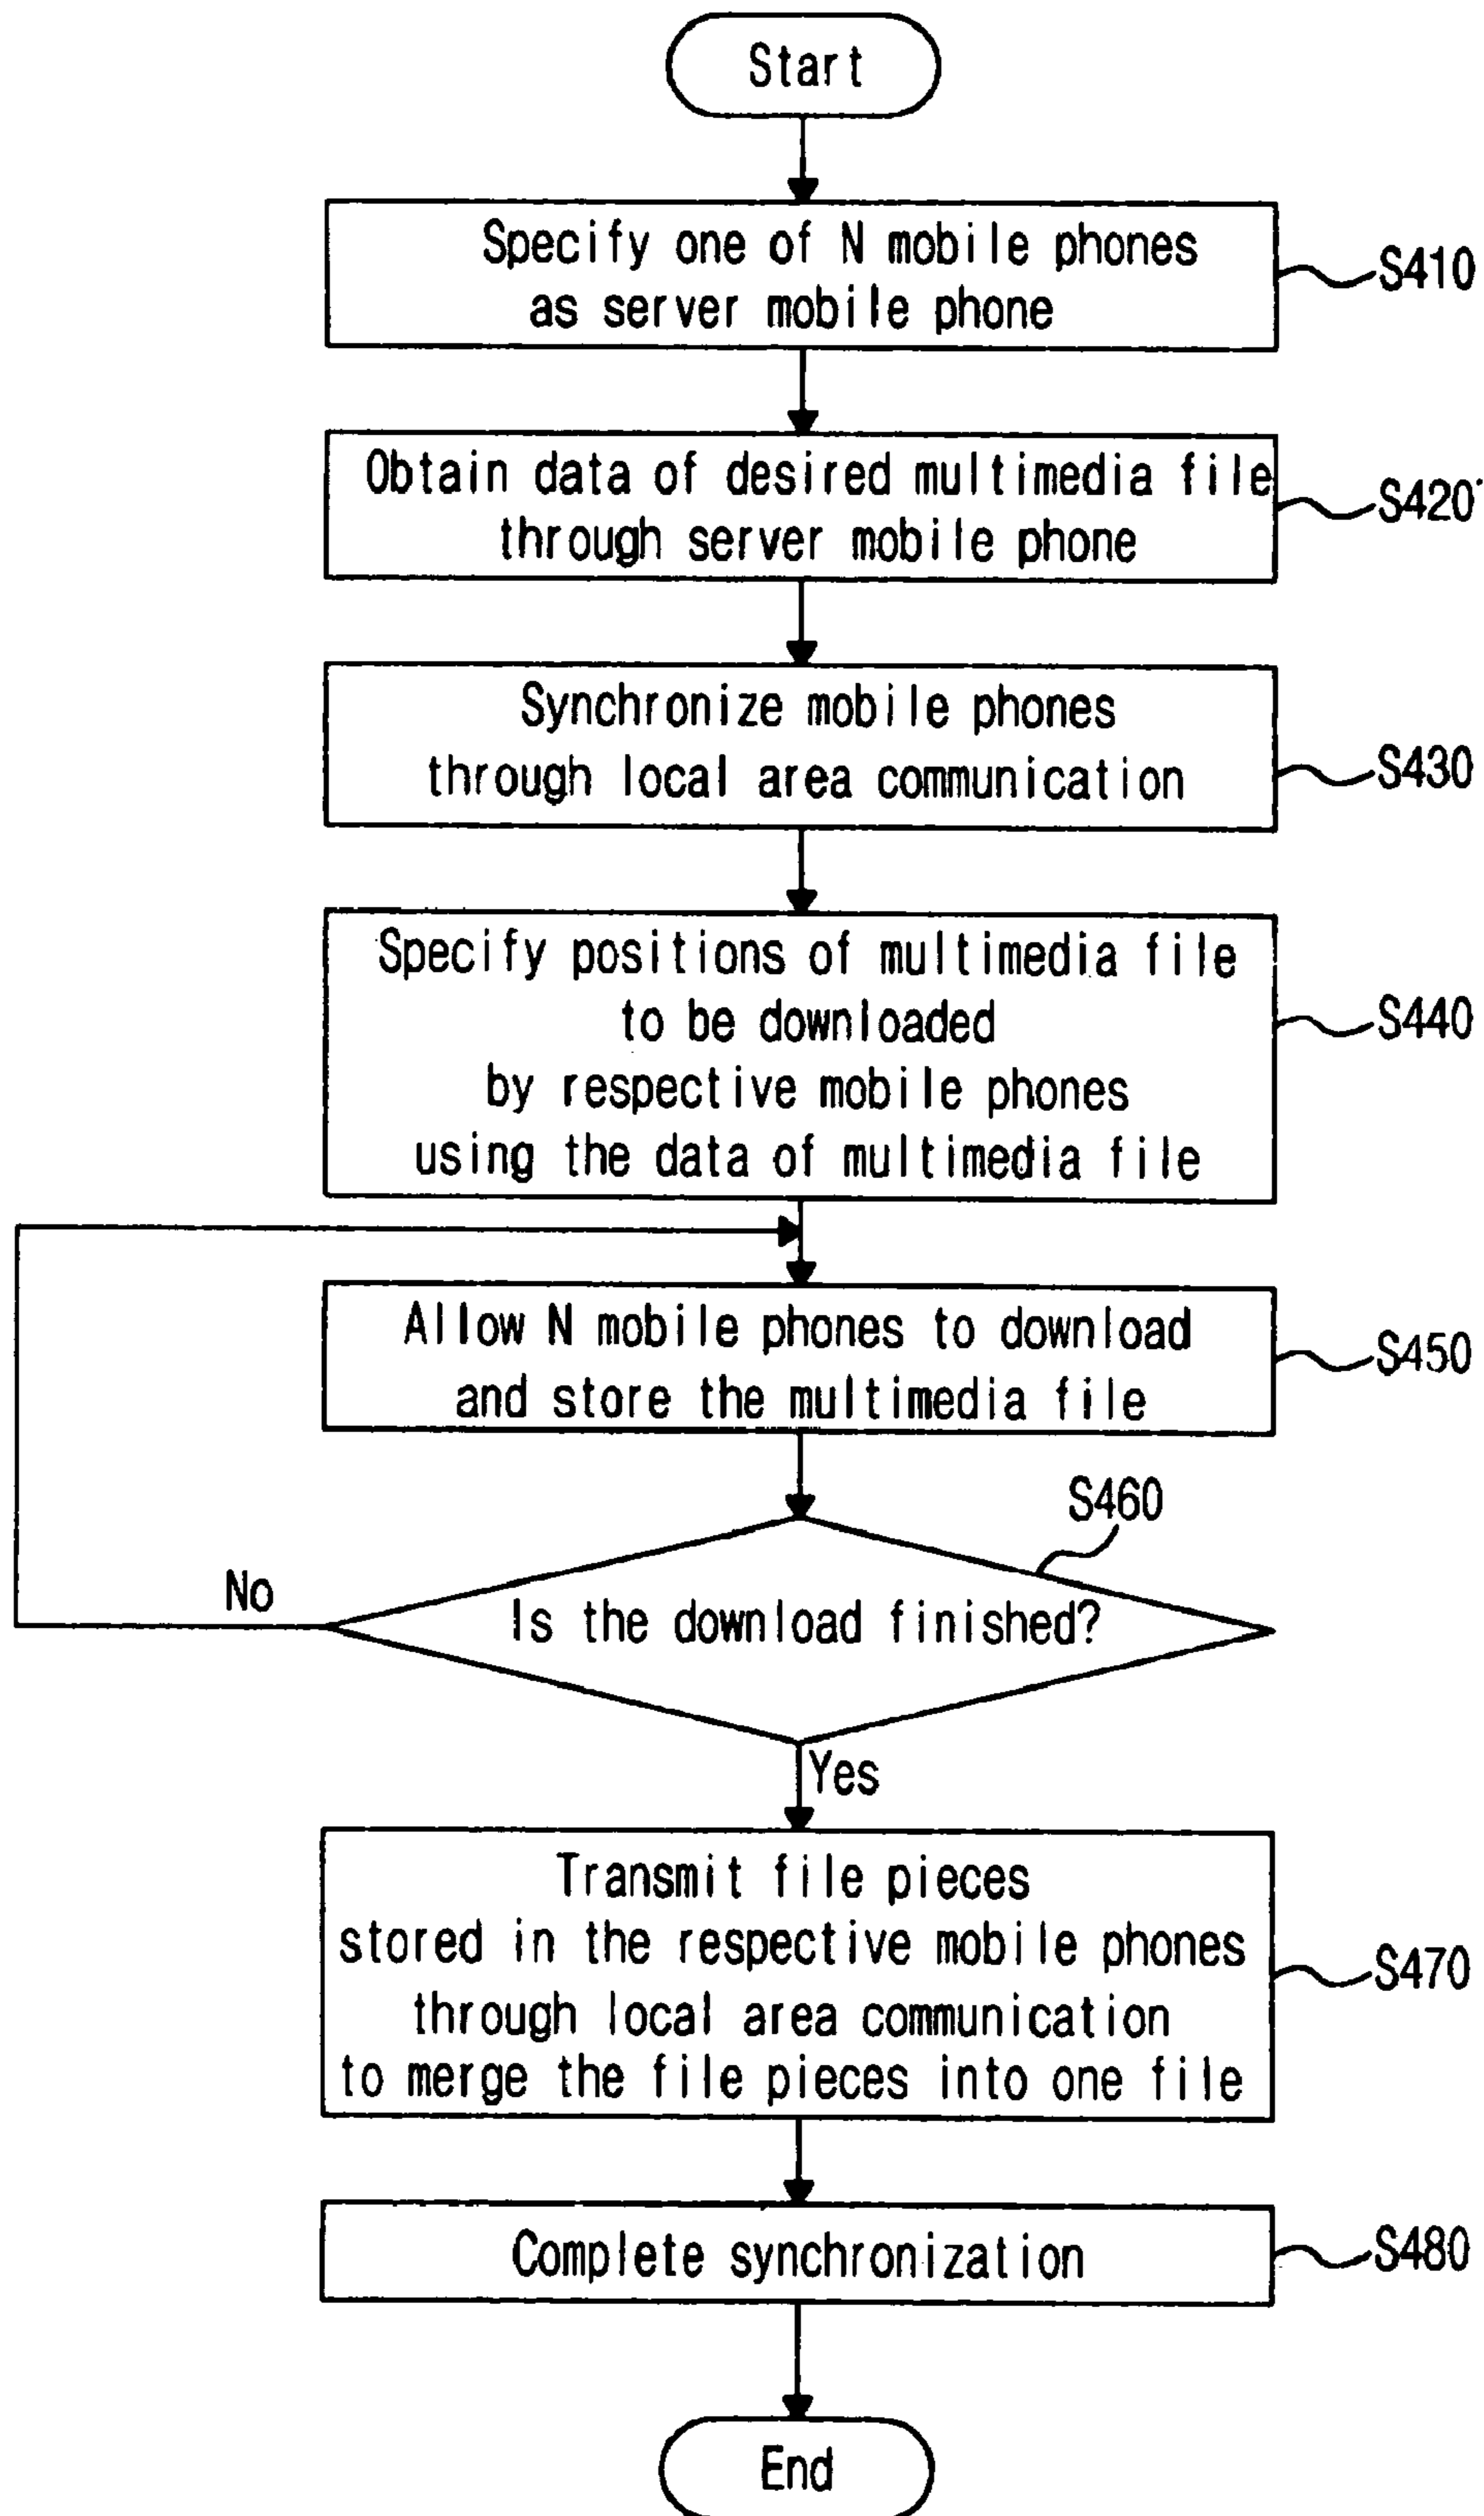 Start
Specify one of N mobile phones
as server mobile phone
S410
Obtain data of desired multimedia file
through server mobile phone
S420
Synchronize mobile phones
through local area communication
S430
Specify positions of multimedia file
to be downloaded
by respective mobile phones
using the data of multimedia file
S440
Allow N mobile phones to download
and store the multimedia file
S450
S460
No
Is the download finished?
Yes
Transmit file pieces
stored in the respective mobile phones
through local area communication
to merge the file pieces into one file
S470
Complete synchronization
S480
End